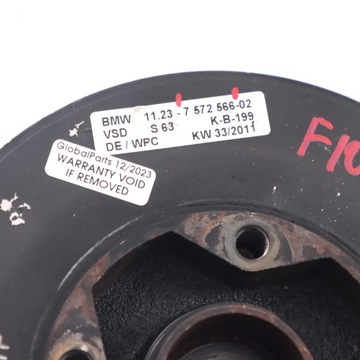 BMW 11.23 - 7 572 566-02
VSD S 63 K-B-199
DE / WPC KW 33/2011
GlobalParts 12/2023
WARRANTY VOID
IF REMOVED
F10